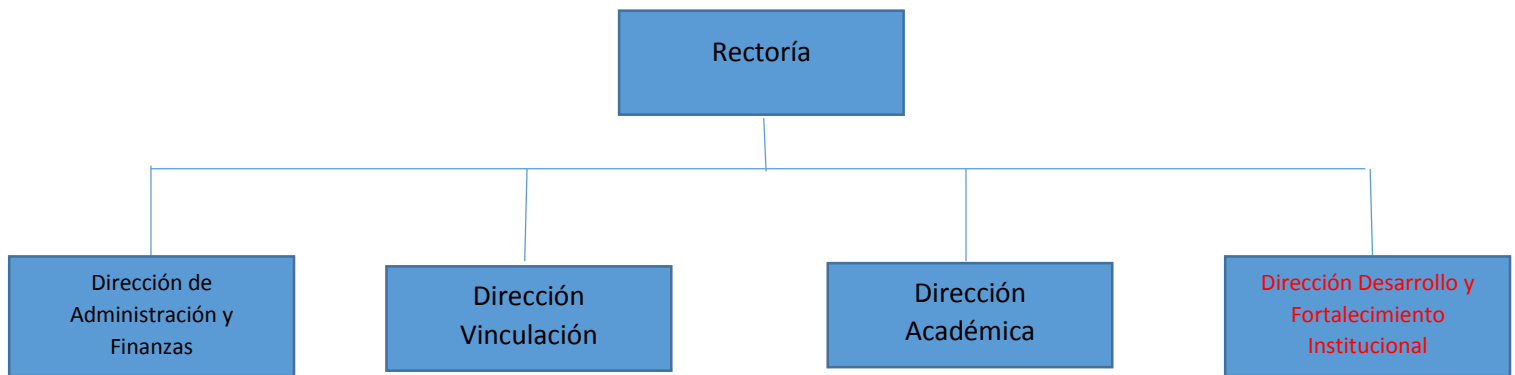 Rectoría
Dirección de
Administración y
Finanzas
Dirección
Vinculación
Dirección
Académica
Dirección Desarrollo y
Fortalecimiento
Institucional